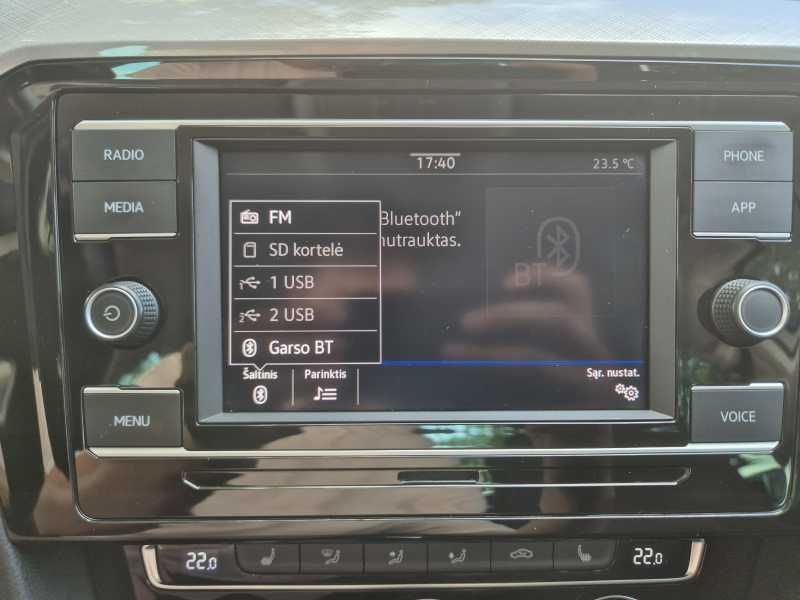 RADIO
MEDIA
MENU
17:40
23.5 °C
FM
SD kortelė
1 USB
2 USB
Garso BT
Bluetooth“
nutrauktas.
BT
Šaltinis
Parinktis
Sąr. nustat.
PHONE
APP
VOICE
22.0
22.0